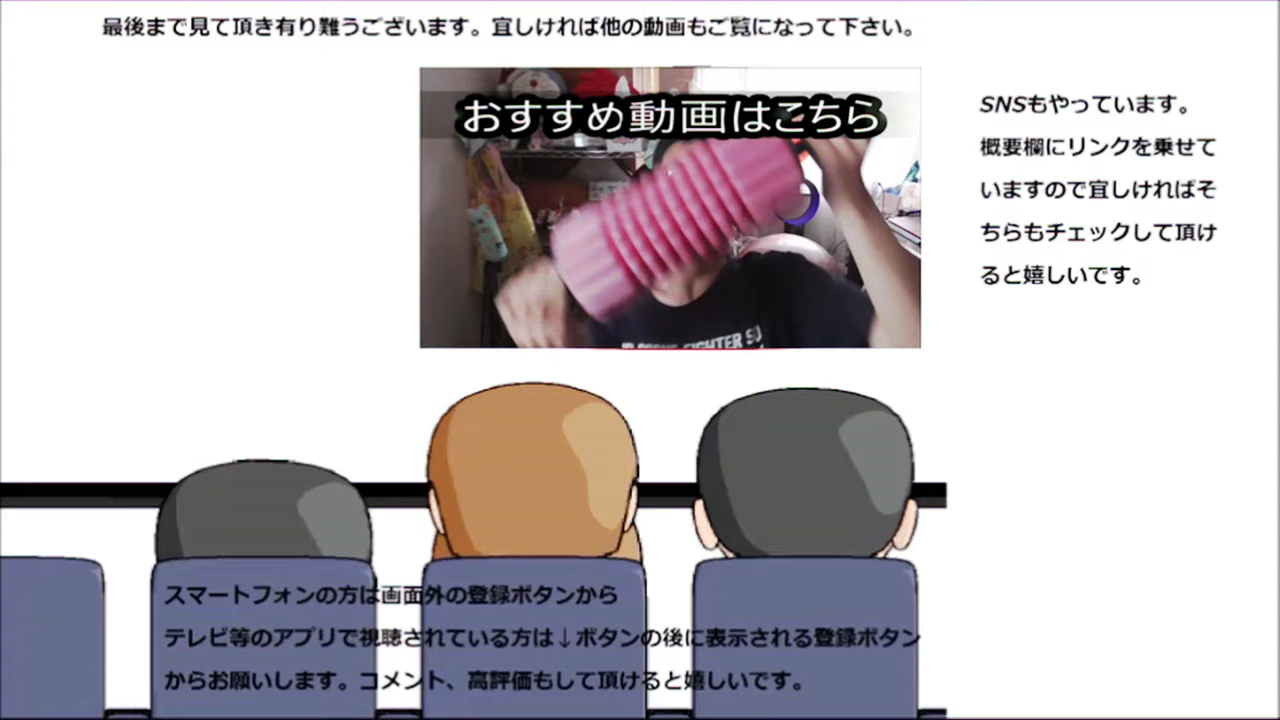 最後まで見て頂き有り難うございます。宜しければ他の動画もご覧になって下さい。
おすすめ動画はこちら
SNSもやっています。
概要欄にリンクを乗せて
いますので宜しければそ
ちらもチェックして頂け
ると嬉しいです。
スマートフォンの方は画面外の登録ボタンから
テレビ等のアプリで視聴されている方は↓ボタンの後に表示される登録ボタン
からお願いします。コメント、高評価もして頂けると嬉しいです。